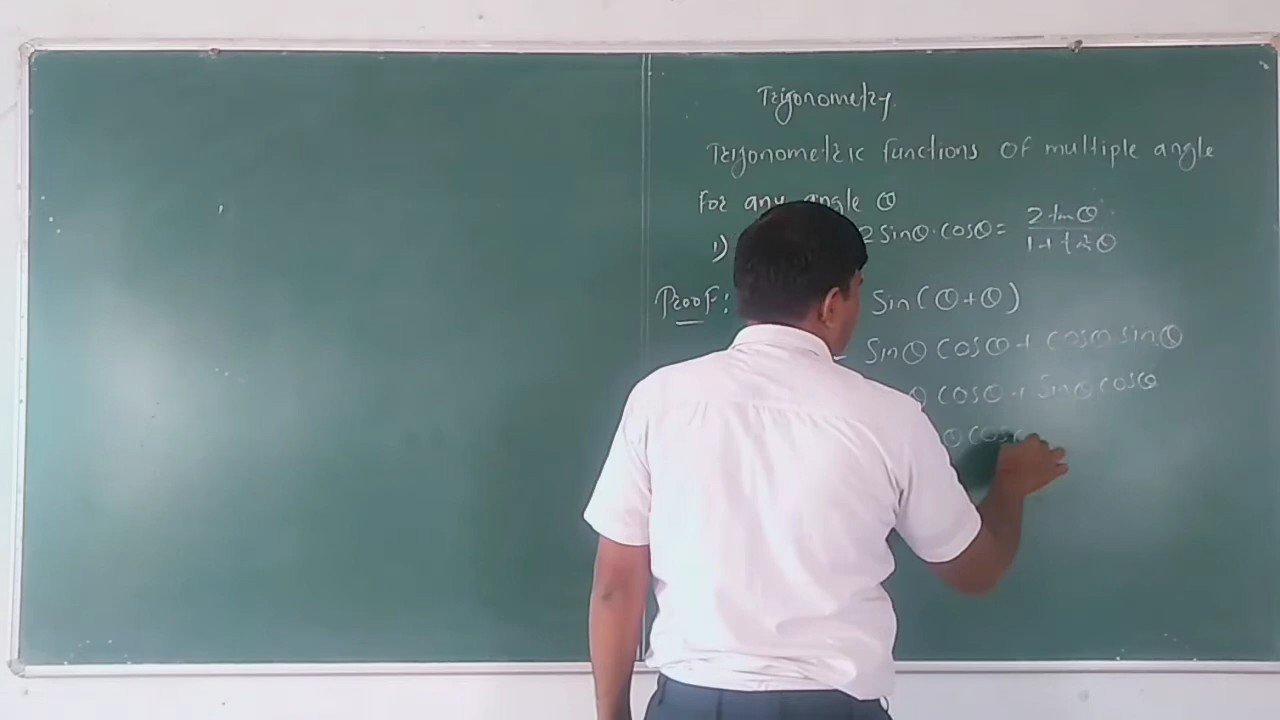 Trigonometry.
Trigonometric functions of multiple angle
For any angle θ
1) 2 sinθ·cosθ = 2 tanθ / 1 + tan²θ
Proof: Sin(θ+θ)
= Sinθ cosθ + cosθ sinθ
θ cosθ + Sinθ cosθ
θ cos